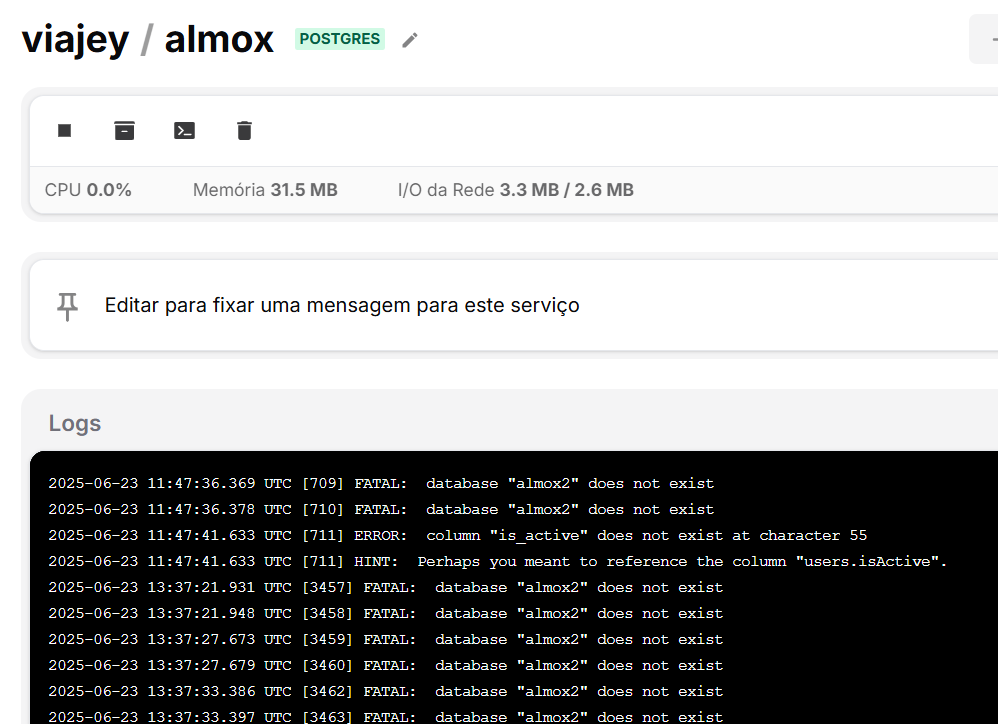 viajey / almox POSTGRES
CPU 0.0% Memória 31.5 MB I/O da Rede 3.3 MB / 2.6 MB
Editar para fixar uma mensagem para este serviço
Logs
2025-06-23 11:47:36.369 UTC [709] FATAL:  database "almox2" does not exist
2025-06-23 11:47:36.378 UTC [710] FATAL:  database "almox2" does not exist
2025-06-23 11:47:41.633 UTC [711] ERROR:  column "is_active" does not exist at character 55
2025-06-23 11:47:41.633 UTC [711] HINT:  Perhaps you meant to reference the column "users.isActive".
2025-06-23 13:37:21.931 UTC [3457] FATAL:  database "almox2" does not exist
2025-06-23 13:37:21.948 UTC [3458] FATAL:  database "almox2" does not exist
2025-06-23 13:37:27.673 UTC [3459] FATAL:  database "almox2" does not exist
2025-06-23 13:37:27.679 UTC [3460] FATAL:  database "almox2" does not exist
2025-06-23 13:37:33.386 UTC [3462] FATAL:  database "almox2" does not exist
2025-06-23 13:37:33.397 UTC [3463] FATAL:  database "almox2" does not exist